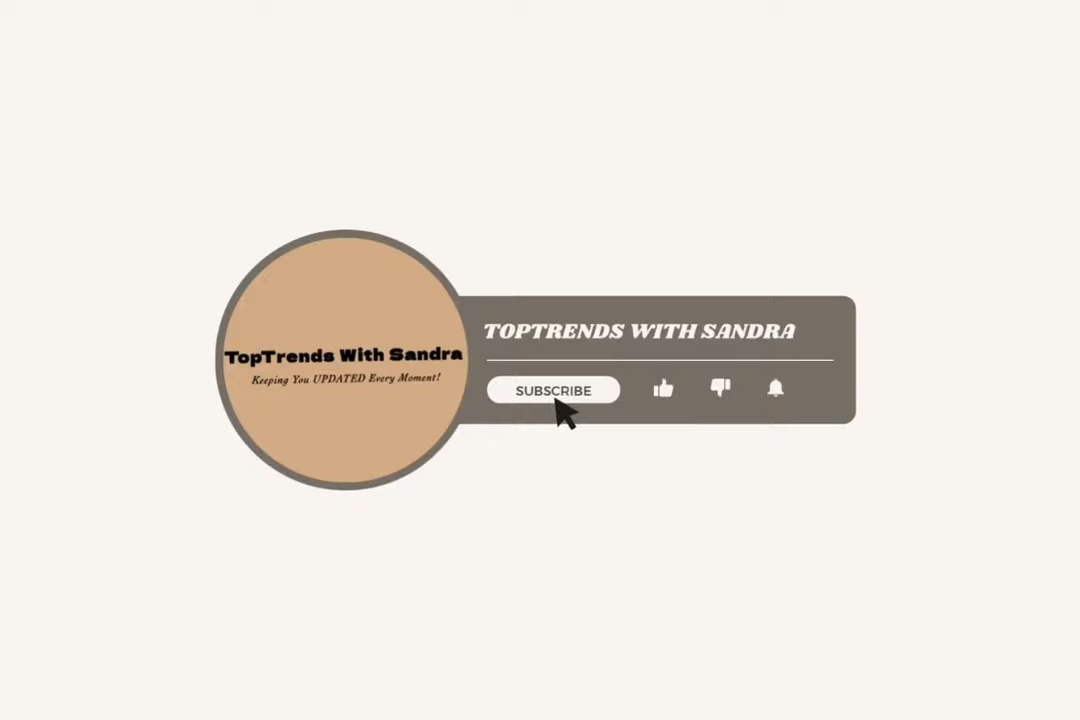 TopTrends With Sandra
Keeping You UPDATED Every Moment!
TOPTRENDS WITH SANDRA
SUBSCRIBE